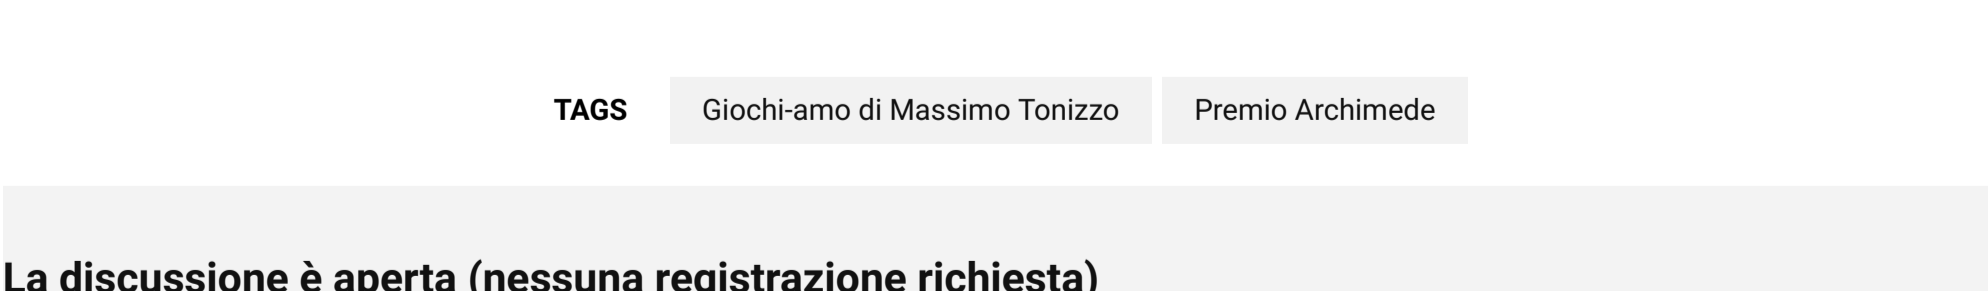 TAGS Giochi-amo di Massimo Tonizzo Premio Archimede
La discussione è aperta (nessuna registrazione richiesta)